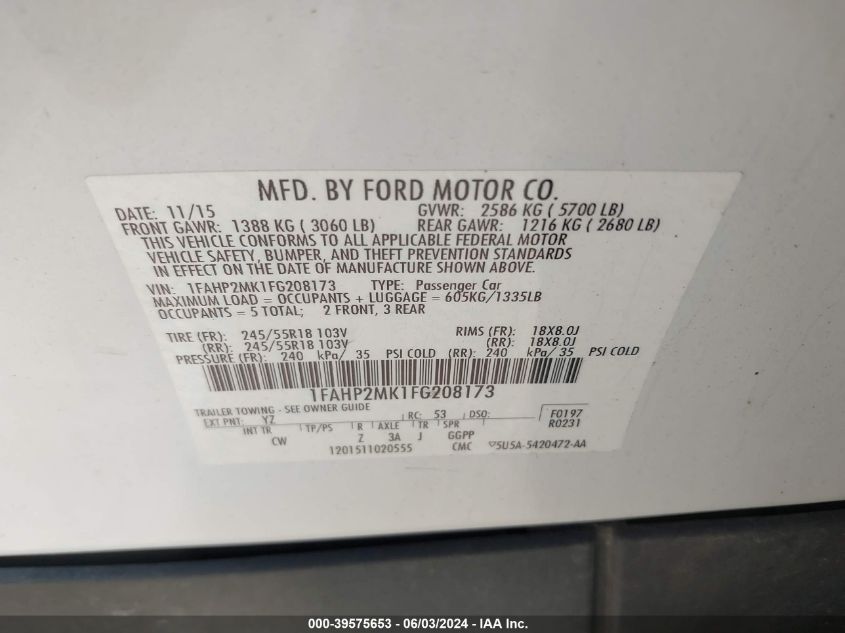 MFD. BY FORD MOTOR CO.
DATE: 11/15 GVWR: 2586 KG ( 5700 LB)
FRONT GAWR: 1388 KG ( 3060 LB) REAR GAWR: 1216 KG ( 2680 LB)
THIS VEHICLE CONFORMS TO ALL APPLICABLE FEDERAL MOTOR
VEHICLE SAFETY, BUMPER, AND THEFT PREVENTION STANDARDS
IN EFFECT ON THE DATE OF MANUFACTURE SHOWN ABOVE.
VIN: 1FAHP2MK1FG208173 TYPE: Passenger Car
MAXIMUM LOAD = OCCUPANTS + LUGGAGE = 605KG/1335LB
OCCUPANTS = 5 TOTAL; 2 FRONT, 3 REAR
TIRE (FR): 245/55R18 103V RIMS (FR): 18X8.0J
(RR): 245/55R18 103V (RR): 18X8.0J
PRESSURE (FR): 240 kPa/ 35 PSI COLD (RR): 240 kPa/ 35 PSI COLD
1FAHP2MK1FG208173
TRAILER TOWING - SEE OWNER GUIDE
EXT PNT: YZ RC: 53 DSO: F0197
INT TR TP/PS R AXLE TR SPR R0231
CW Z 3A J GGPP
1201511020555 CMC 5U5A-5420472-AA
000-39575653 - 06/03/2024 - IAA Inc.